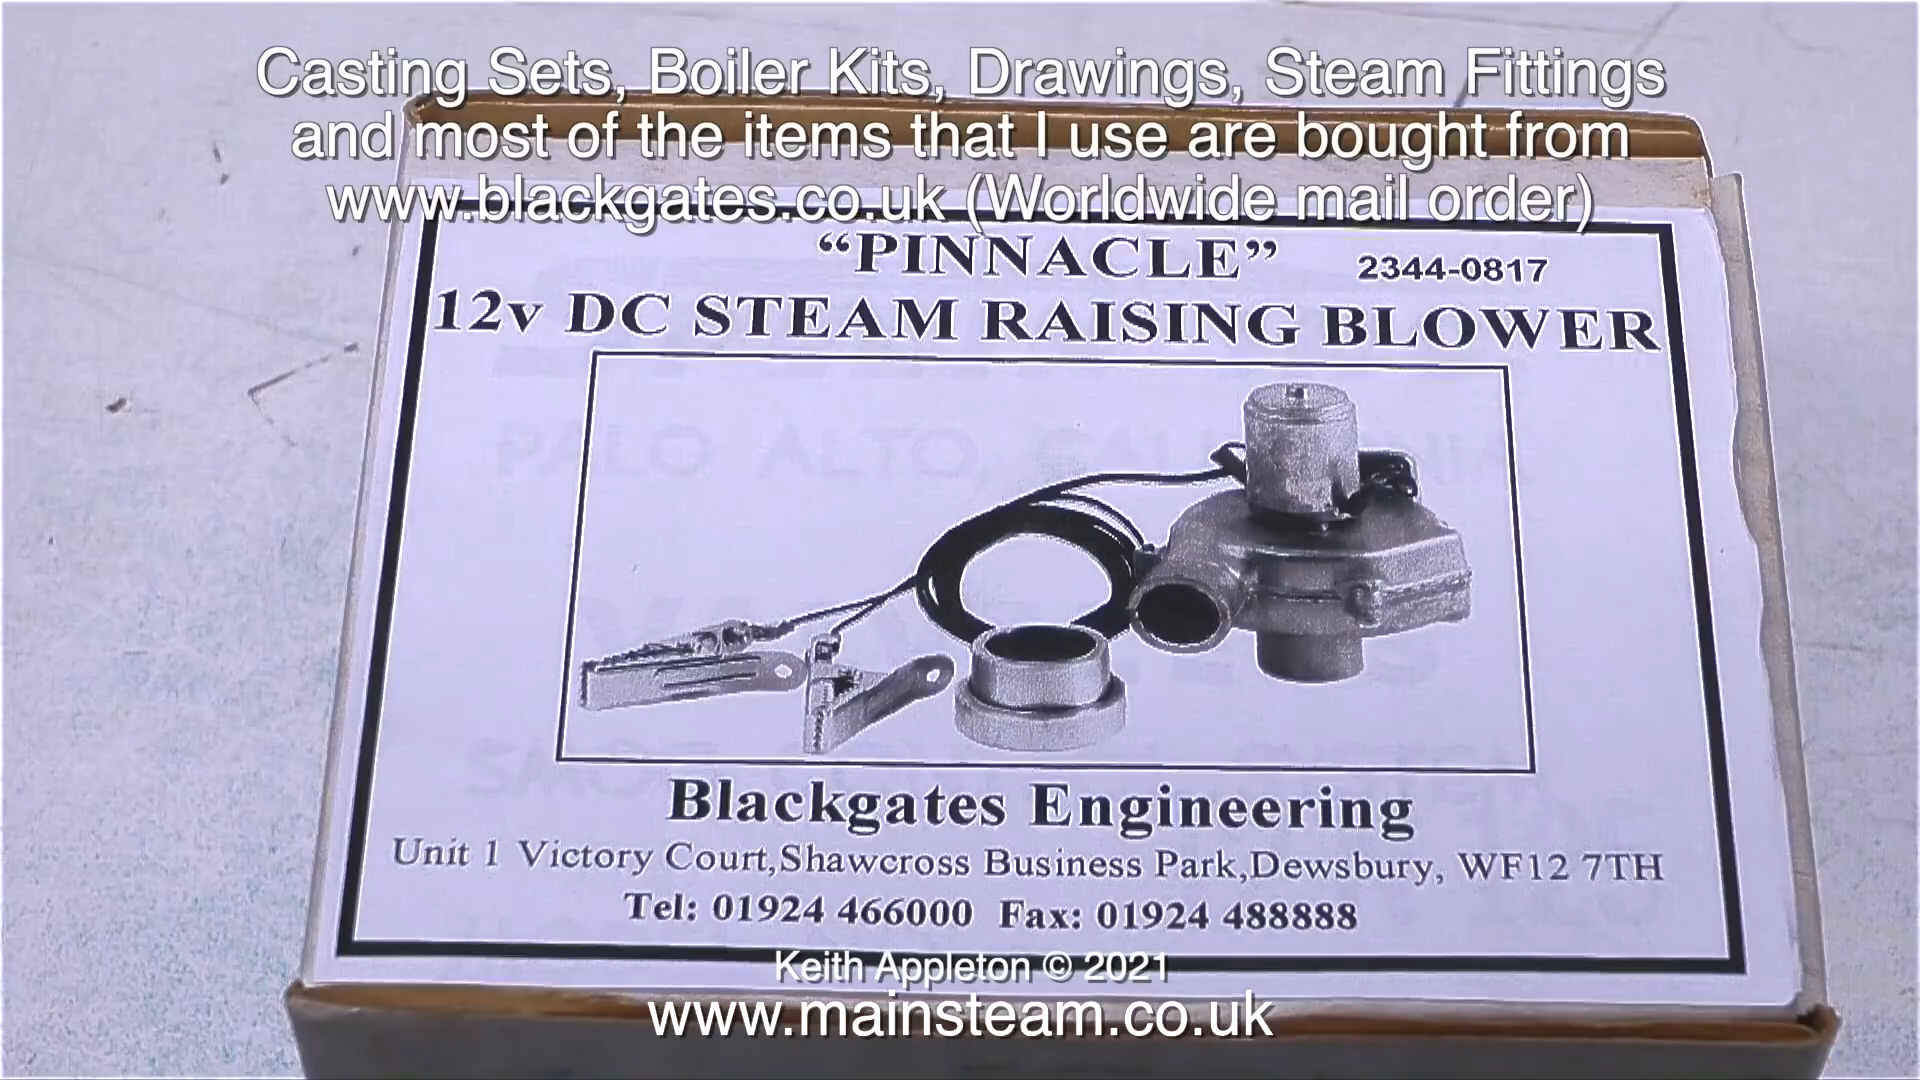 Casting Sets, Boiler Kits, Drawings, Steam Fittings
and most of the items that I use are bought from
www.blackgates.co.uk (Worldwide mail order)
“PINNACLE” 2344-0817
12v DC STEAM RAISING BLOWER
PALO ALTO,
Blackgates Engineering
Unit 1 Victory Court,Shawcross Business Park,Dewsbury, WF12 7TH
Tel: 01924 466000 Fax: 01924 488888
Keith Appleton © 2021
www.mainsteam.co.uk